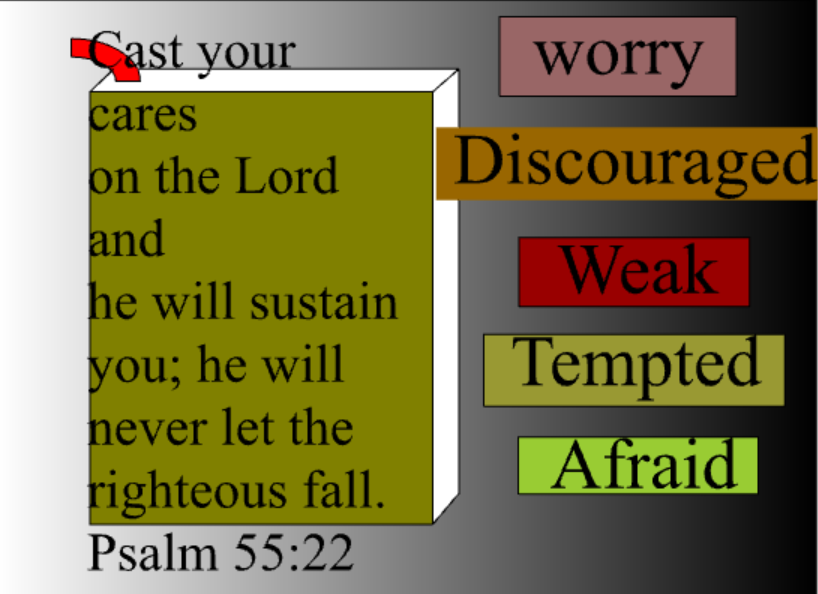 Cast your
cares
on the Lord
and
he will sustain
you; he will
never let the
righteous fall.
Psalm 55:22
worry
Discouraged
Weak
Tempted
Afraid